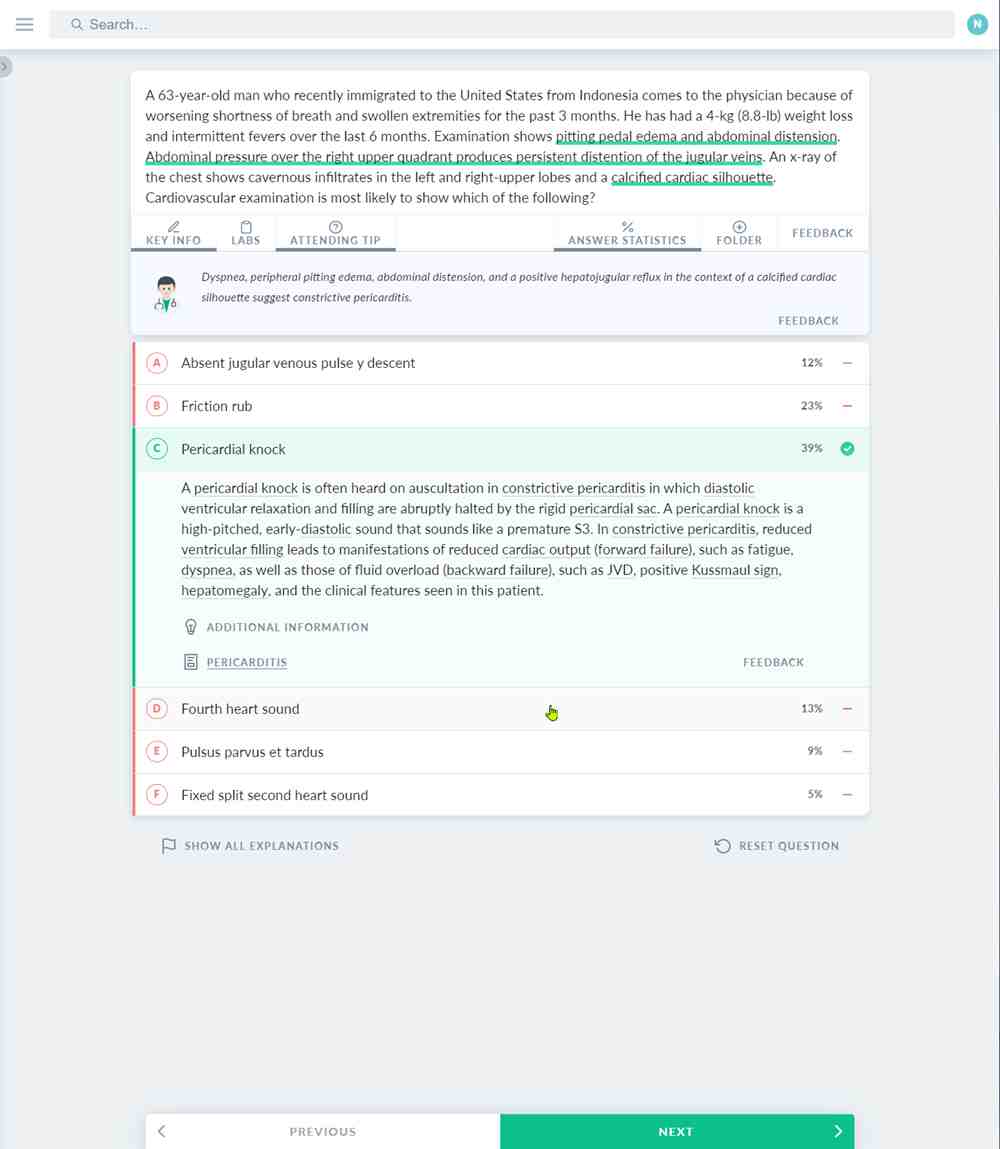 Search...
N
A 63-year-old man who recently immigrated to the United States from Indonesia comes to the physician because of
worsening shortness of breath and swollen extremities for the past 3 months. He has had a 4-kg (8.8-lb) weight loss
and intermittent fevers over the last 6 months. Examination shows pitting pedal edema and abdominal distension.
Abdominal pressure over the right upper quadrant produces persistent distention of the jugular veins. An x-ray of
the chest shows cavernous infiltrates in the left and right-upper lobes and a calcified cardiac silhouette.
Cardiovascular examination is most likely to show which of the following?
KEY INFO LABS ATTENDING TIP ANSWER STATISTICS FOLDER FEEDBACK
Dyspnea, peripheral pitting edema, abdominal distension, and a positive hepatojugular reflux in the context of a calcified cardiac
silhouette suggest constrictive pericarditis.
FEEDBACK
A Absent jugular venous pulse y descent 12%
B Friction rub 23%
C Pericardial knock 39%
A pericardial knock is often heard on auscultation in constrictive pericarditis in which diastolic
ventricular relaxation and filling are abruptly halted by the rigid pericardial sac. A pericardial knock is a
high-pitched, early-diastolic sound that sounds like a premature S3. In constrictive pericarditis, reduced
ventricular filling leads to manifestations of reduced cardiac output (forward failure), such as fatigue,
dyspnea, as well as those of fluid overload (backward failure), such as JVD, positive Kussmaul sign,
hepatomegaly, and the clinical features seen in this patient.
ADDITIONAL INFORMATION
PERICARDITIS FEEDBACK
D Fourth heart sound 13%
E Pulsus parvus et tardus 9%
F Fixed split second heart sound 5%
SHOW ALL EXPLANATIONS RESET QUESTION
PREVIOUS NEXT